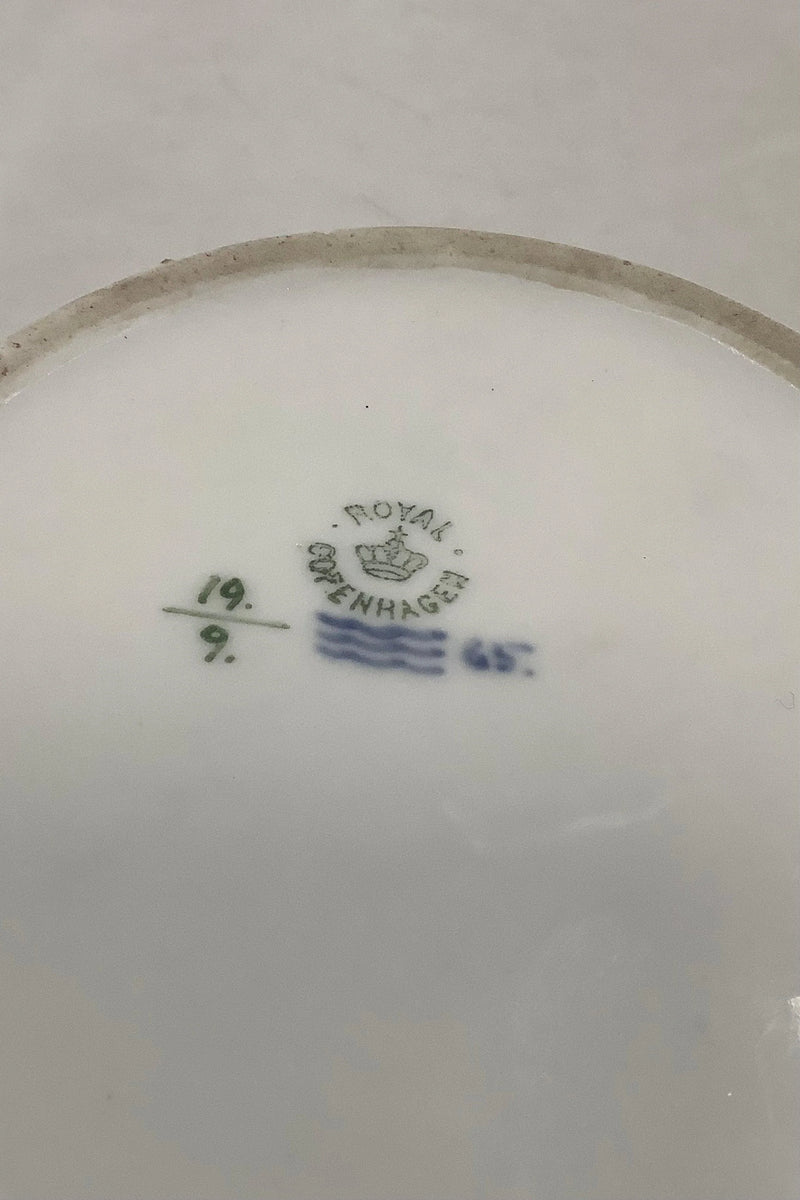 ROYAL
COPENHAGEN
19.
9.
65.